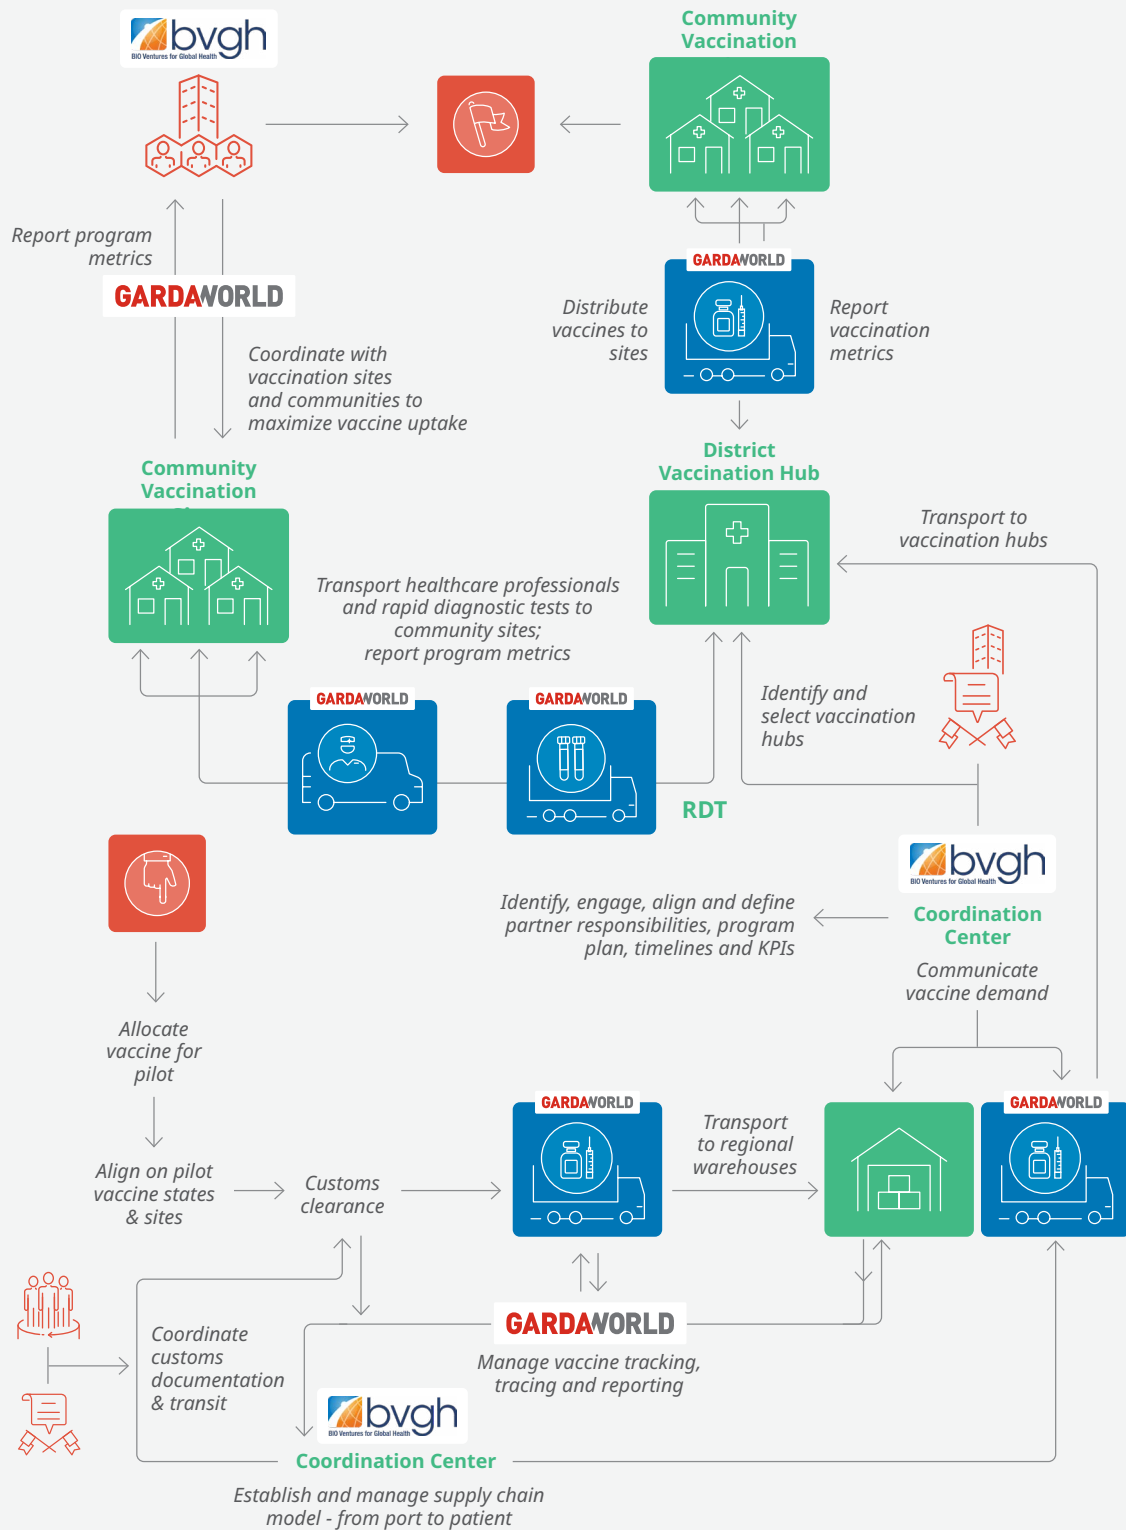 bvgh
BIO Ventures for Global Health
Community
Vaccination
Report program
metrics
GARDAWORLD
Coordinate with
vaccination sites
and communities to
maximize vaccine uptake
GARDAWORLD
Distribute
vaccines to
sites
Report
vaccination
metrics
District
Vaccination Hub
Community
Vaccination
Transport to
vaccination hubs
Transport healthcare professionals
and rapid diagnostic tests to
community sites;
report program metrics
GARDAWORLD
GARDAWORLD
RDT
Identify and
select vaccination
hubs
bvgh
BIO Ventures for Global Health
Coordination
Center
Identify, engage, align and define
partner responsibilities, program
plan, timelines and KPIs
Communicate
vaccine demand
Allocate
vaccine for
pilot
Align on pilot
vaccine states
& sites
Customs
clearance
GARDAWORLD
Transport
to regional
warehouses
GARDAWORLD
Coordinate
customs
documentation
& transit
GARDAWORLD
Manage vaccine tracking,
tracing and reporting
bvgh
BIO Ventures for Global Health
Coordination Center
Establish and manage supply chain
model - from port to patient